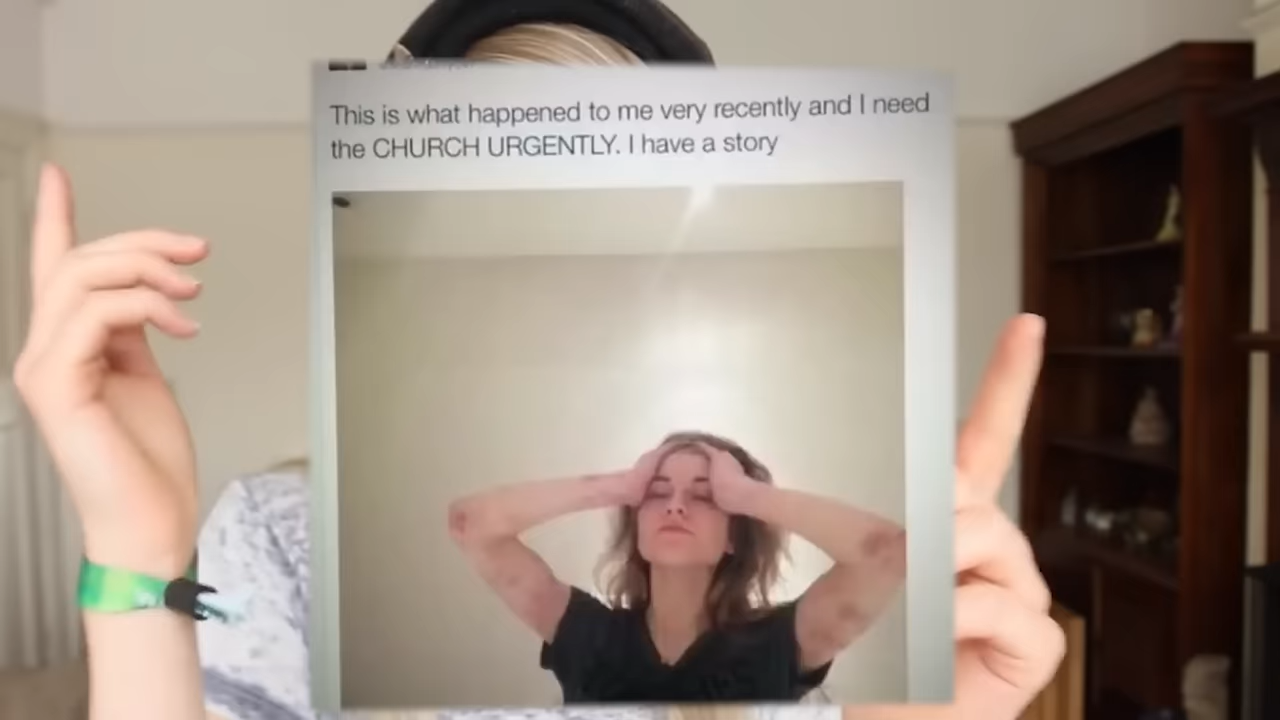 This is what happened to me very recently and I need
the CHURCH URGENTLY. I have a story